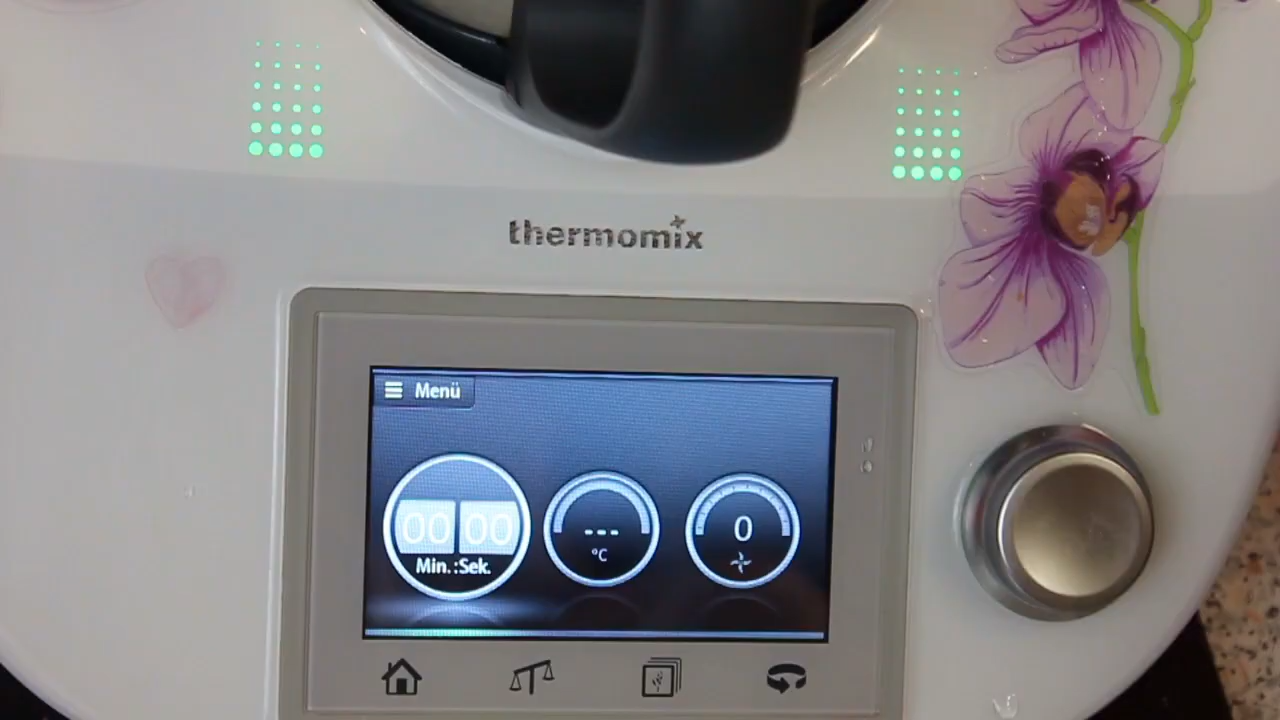 thermomix
Menü
00 00
Min. :Sek.
---
°C
0